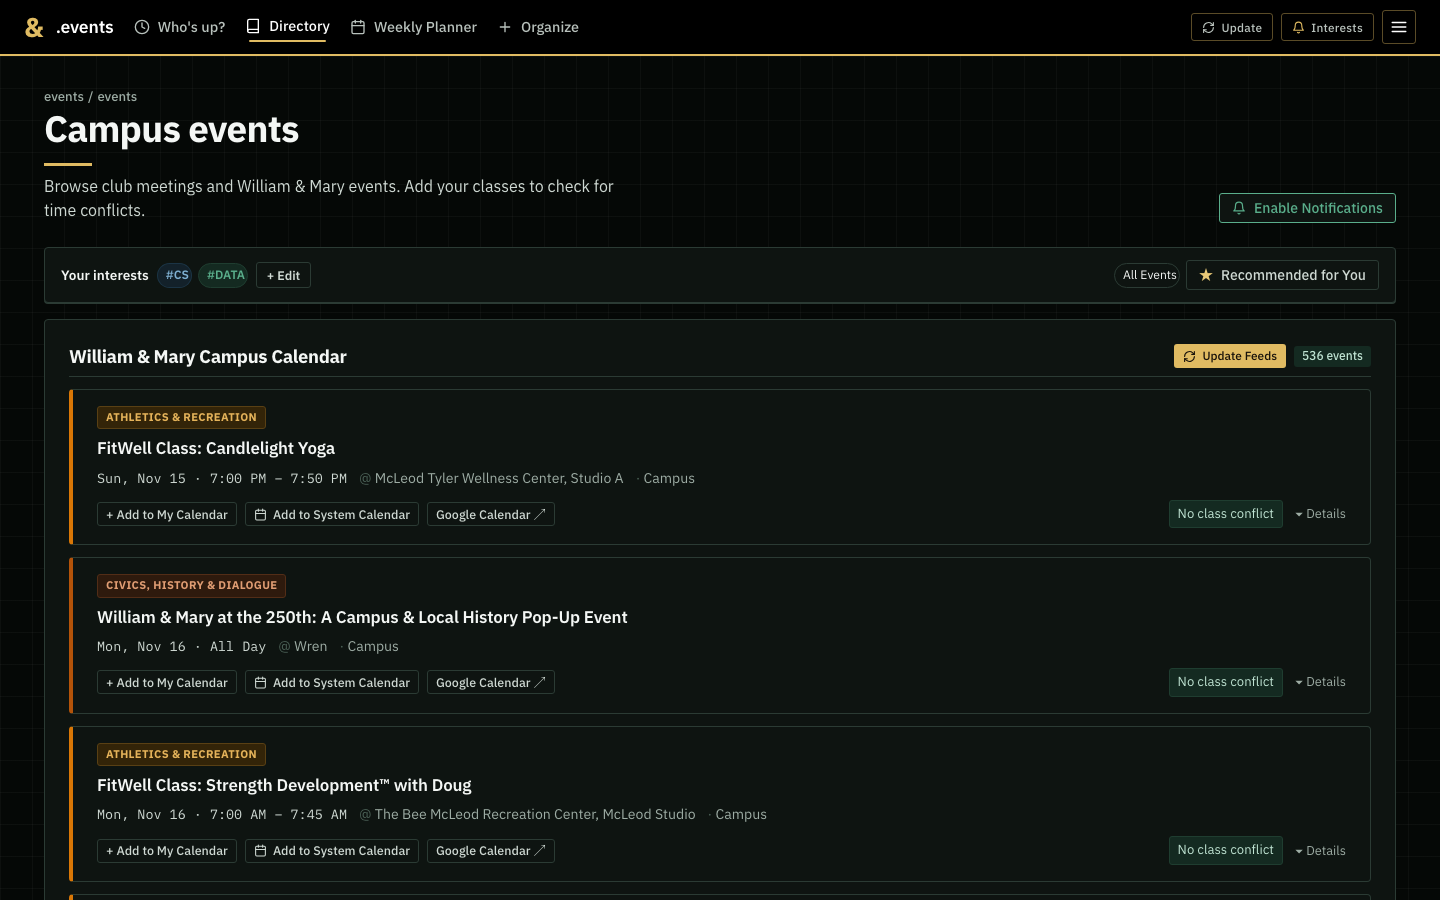 & .events Who's up? Directory Weekly Planner + Organize Update Interests
events / events
Campus events
Browse club meetings and William & Mary events. Add your classes to check for
time conflicts.
Enable Notifications
Your interests #CS #DATA + Edit All Events ★ Recommended for You
William & Mary Campus Calendar Update Feeds 536 events
ATHLETICS & RECREATION
FitWell Class: Candlelight Yoga
Sun, Nov 15 · 7:00 PM – 7:50 PM @ McLeod Tyler Wellness Center, Studio A · Campus
+ Add to My Calendar Add to System Calendar Google Calendar ↗ No class conflict Details
CIVICS, HISTORY & DIALOGUE
William & Mary at the 250th: A Campus & Local History Pop-Up Event
Mon, Nov 16 · All Day @ Wren · Campus
+ Add to My Calendar Add to System Calendar Google Calendar ↗ No class conflict Details
ATHLETICS & RECREATION
FitWell Class: Strength Development™ with Doug
Mon, Nov 16 · 7:00 AM – 7:45 AM @ The Bee McLeod Recreation Center, McLeod Studio · Campus
+ Add to My Calendar Add to System Calendar Google Calendar ↗ No class conflict Details